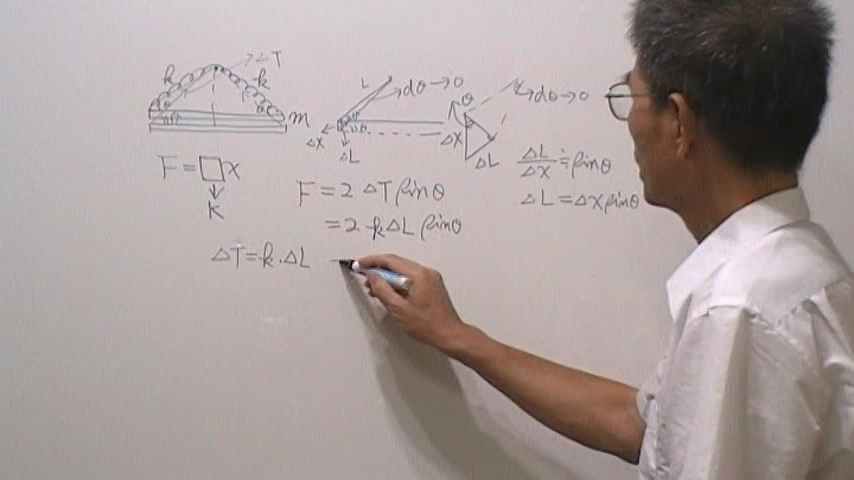 ΔT
k k
θ θ
m
F = □ x
↓
K
L dθ → 0
θ
Δx
ΔL
θ dθ → 0
Δx
ΔL
ΔL/Δx ≒ sinθ
ΔL = Δx sinθ
F = 2 ΔT sinθ
= 2 k ΔL sinθ
ΔT = k · ΔL